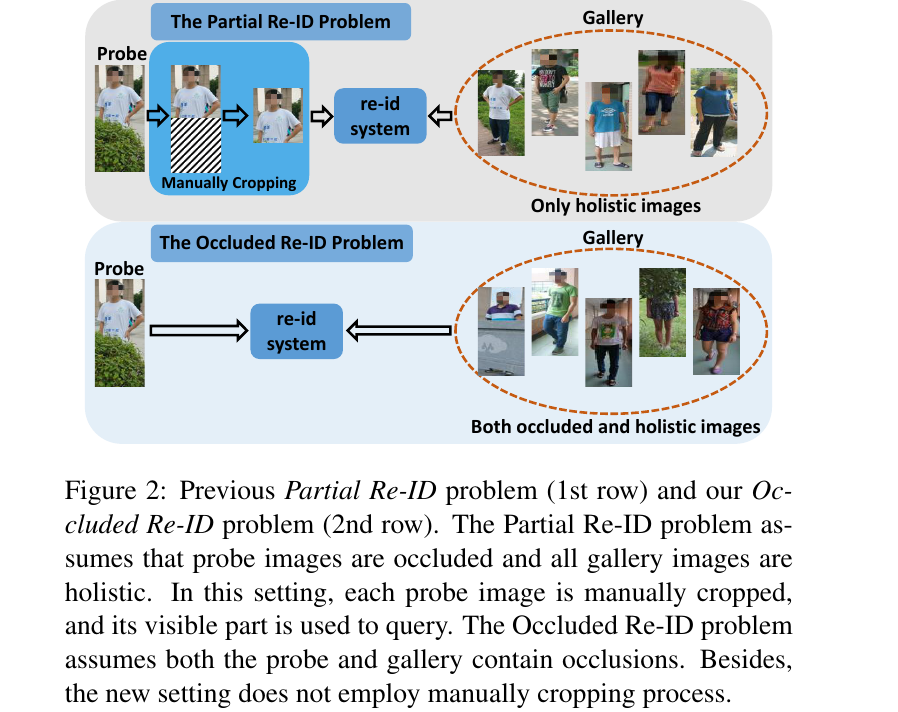 The Partial Re-ID Problem
Gallery
Probe
re-id
system
Manually Cropping
Only holistic images
The Occluded Re-ID Problem
Gallery
Probe
re-id
system
Both occluded and holistic images
Figure 2: Previous Partial Re-ID problem (1st row) and our Oc-
cluded Re-ID problem (2nd row). The Partial Re-ID problem as-
sumes that probe images are occluded and all gallery images are
holistic. In this setting, each probe image is manually cropped,
and its visible part is used to query. The Occluded Re-ID problem
assumes both the probe and gallery contain occlusions. Besides,
the new setting does not employ manually cropping process.